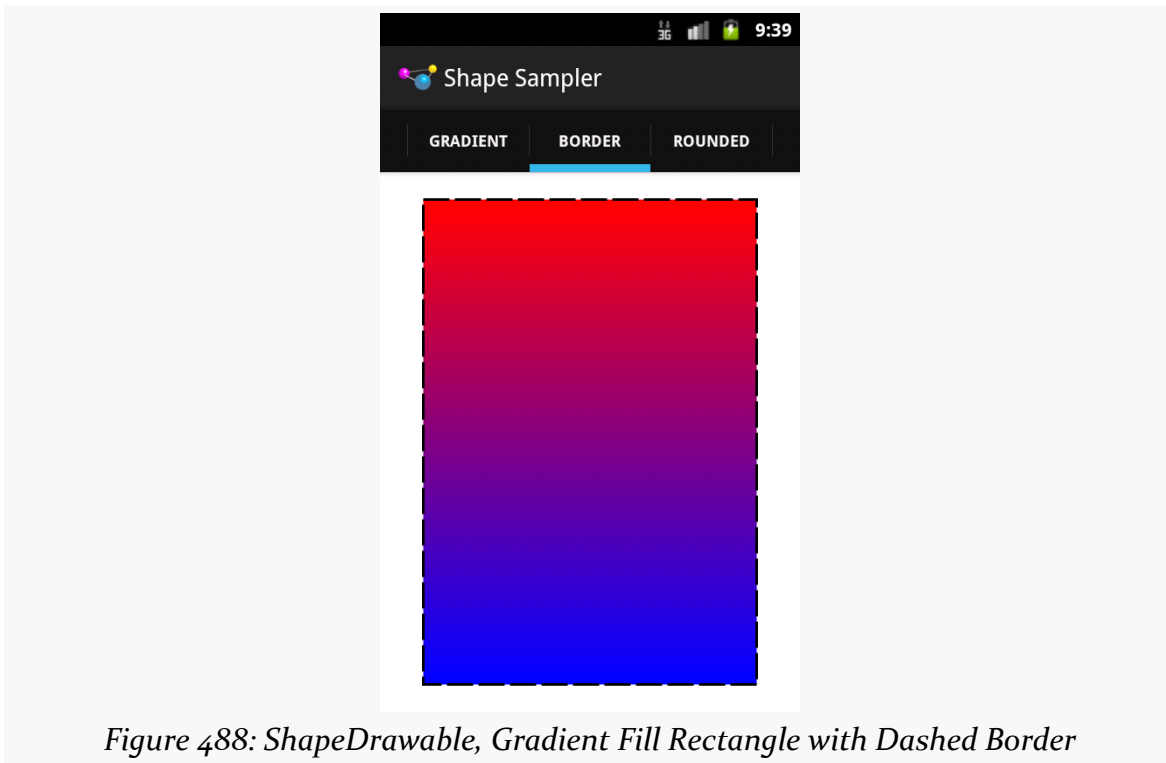 3G 9:39
Shape Sampler
GRADIENT BORDER ROUNDED
Figure 488: ShapeDrawable, Gradient Fill Rectangle with Dashed Border